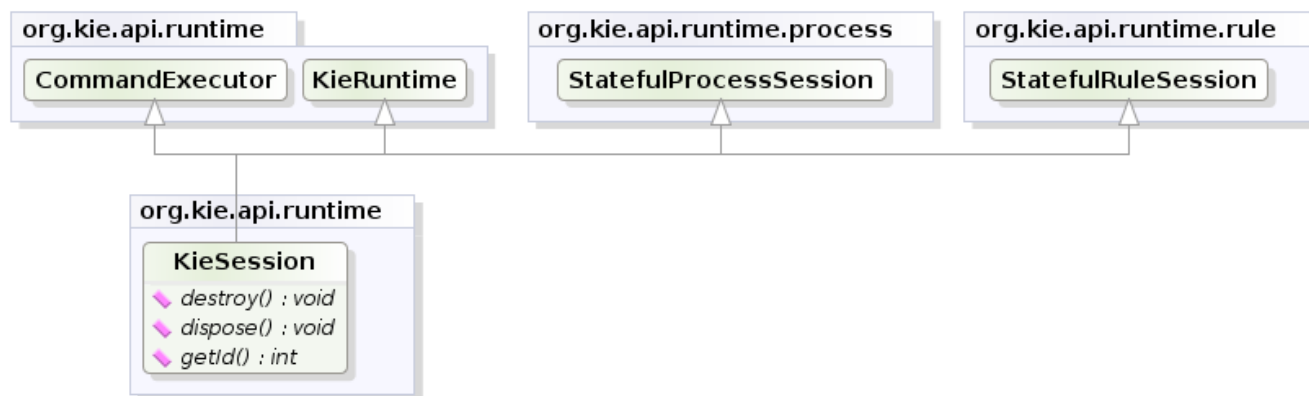 org.kie.api.runtime
CommandExecutor
KieRuntime
org.kie.api.runtime.process
StatefulProcessSession
org.kie.api.runtime.rule
StatefulRuleSession
org.kie.api.runtime
KieSession
destroy() : void
dispose() : void
getId() : int